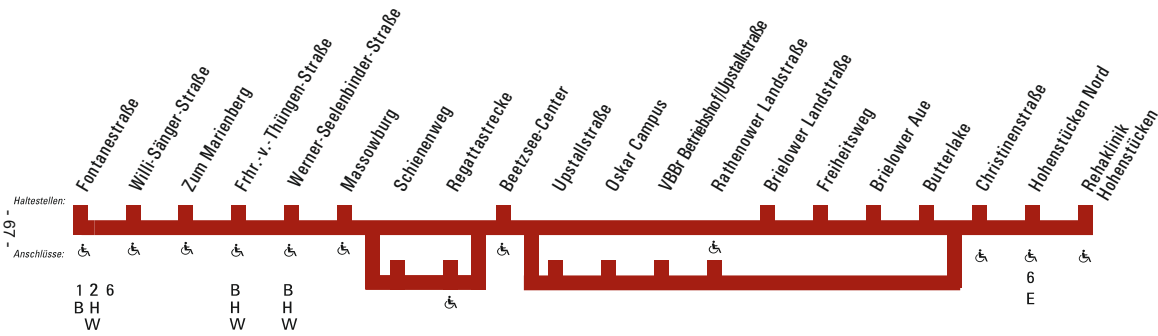 Fontanestraße
Willi-Sänger-Straße
Zum Marienberg
Frhr.-v.-Thüngen-Straße
Werner-Seelenbinder-Straße
Massowburg
Schienenweg
Regattastrecke
Beetzsee-Center
Upstallstraße
Oskar Campus
VBBr Betriebshof/Upstallstraße
Rathenower Landstraße
Brielower Landstraße
Freiheitsweg
Brielower Aue
Butterlake
Christinenstraße
Hohenstücken Nord
Rehaklinik
Hohenstücken
Haltestellen:
- 67 -
Anschlüsse:
1 2 6
B H
W
B
H
W
B
H
W
6
E